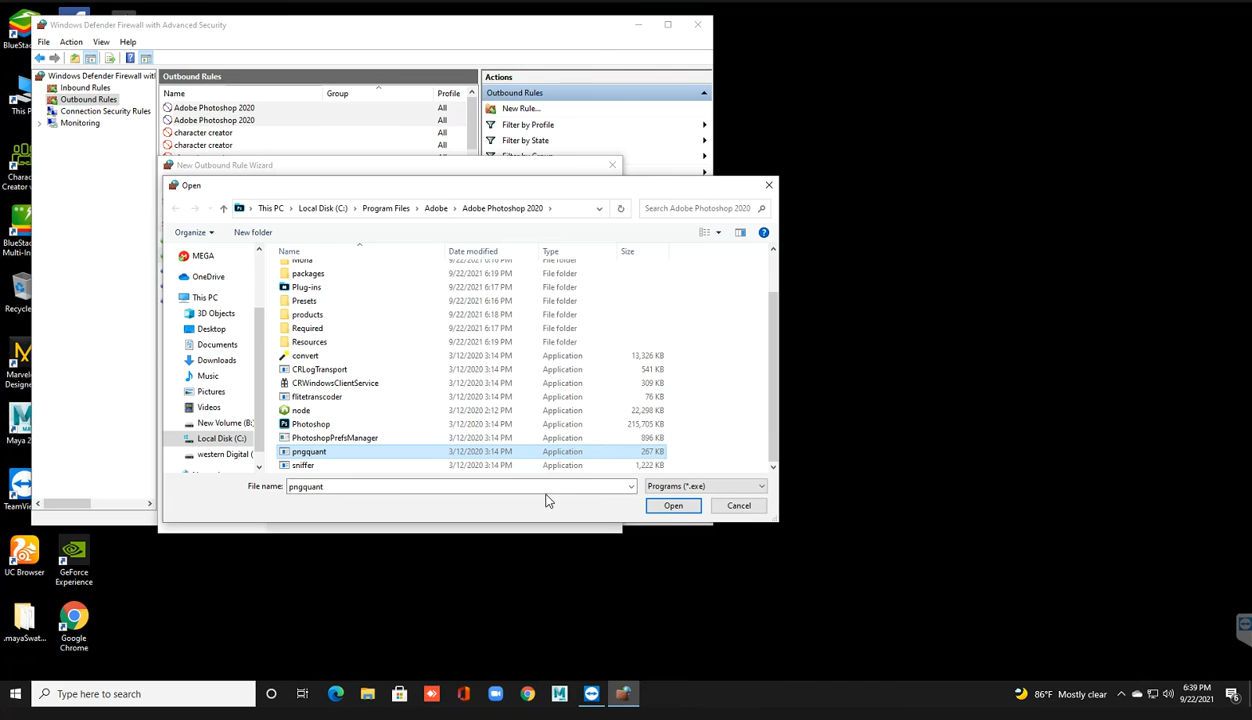 Windows Defender Firewall with Advanced Security
File Action View Help
Windows Defender Firewall with
Inbound Rules
Outbound Rules
Connection Security Rules
Monitoring
Outbound Rules
Name Group Profile
Adobe Photoshop 2020 All
Adobe Photoshop 2020 All
character creator All
character creator All
Actions
Outbound Rules
New Rule...
Filter by Profile
Filter by State
New Outbound Rule Wizard
Open
This PC > Local Disk (C:) > Program Files > Adobe > Adobe Photoshop 2020 >
Search Adobe Photoshop 2020
Organize New folder
Name Date modified Type Size
MEGA
OneDrive
This PC
3D Objects
Desktop
Documents
Downloads
Music
Pictures
Videos
New Volume (B:)
Local Disk (C:)
western Digital (
packages 9/22/2021 6:19 PM File folder
Plug-ins 9/22/2021 6:17 PM File folder
Presets 9/22/2021 6:16 PM File folder
products 9/22/2021 6:18 PM File folder
Required 9/22/2021 6:17 PM File folder
Resources 9/22/2021 6:19 PM File folder
convert 3/12/2020 3:14 PM Application 13,326 KB
CRLogTransport 3/12/2020 3:14 PM Application 541 KB
CRWindowsClientService 3/12/2020 3:14 PM Application 309 KB
flitetranscoder 3/12/2020 3:14 PM Application 76 KB
node 3/12/2020 2:12 PM Application 22,298 KB
Photoshop 3/12/2020 3:14 PM Application 215,705 KB
PhotoshopPrefsManager 3/12/2020 3:14 PM Application 896 KB
pngquant 3/12/2020 3:14 PM Application 267 KB
sniffer 3/12/2020 3:14 PM Application 1,222 KB
File name: pngquant Programs (*.exe)
Open Cancel
BlueStac
This P
Charac
Creator v
BlueStac
Multi-In
Recycle
Marvelo
Designe
Maya 20
TeamVie
UC Browser
GeForce
Experience
.mayaSwat...
Google
Chrome
Type here to search
86°F Mostly clear
6:39 PM
9/22/2021
6